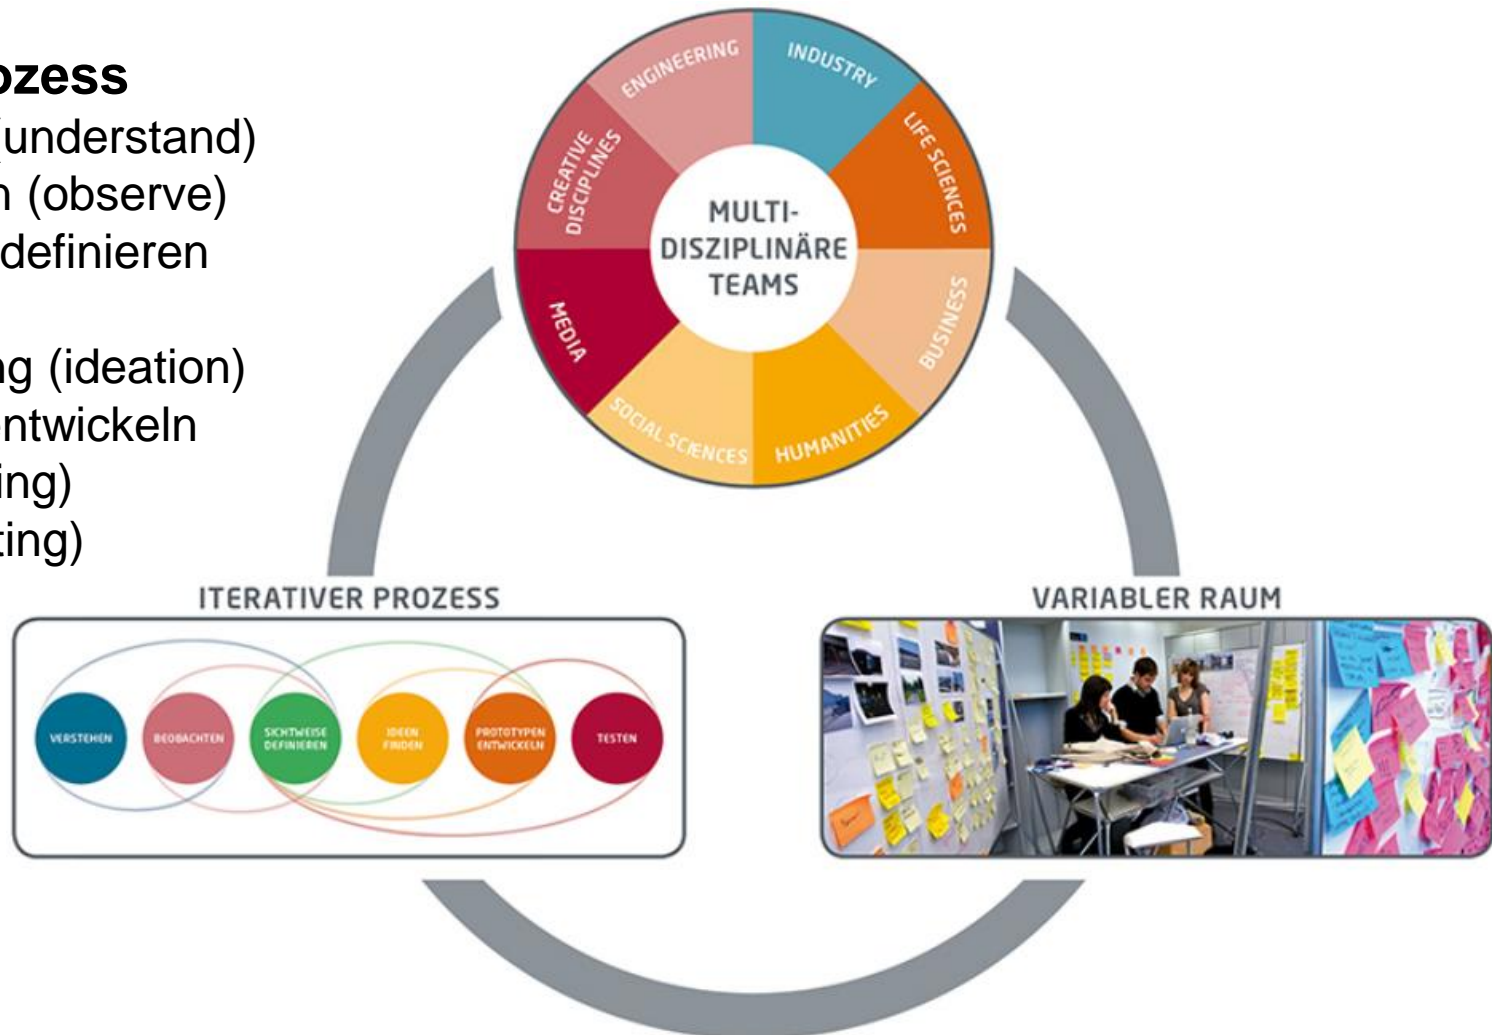 ozess
(understand)
n (observe)
definieren
ng (ideation)
entwickeln
ing)
ting)
ENGINEERING
INDUSTRY
LIFE SCIENCES
BUSINESS
HUMANITIES
SOCIAL SCIENCES
MEDIA
CREATIVE
DISCIPLINES
MULTI-
DISZIPLINÄRE
TEAMS
ITERATIVER PROZESS
VERSTEHEN
BEOBACHTEN
SICHTWEISE
DEFINIEREN
IDEEN
FINDEN
PROTOTYPEN
ENTWICKELN
TESTEN
VARIABLER RAUM